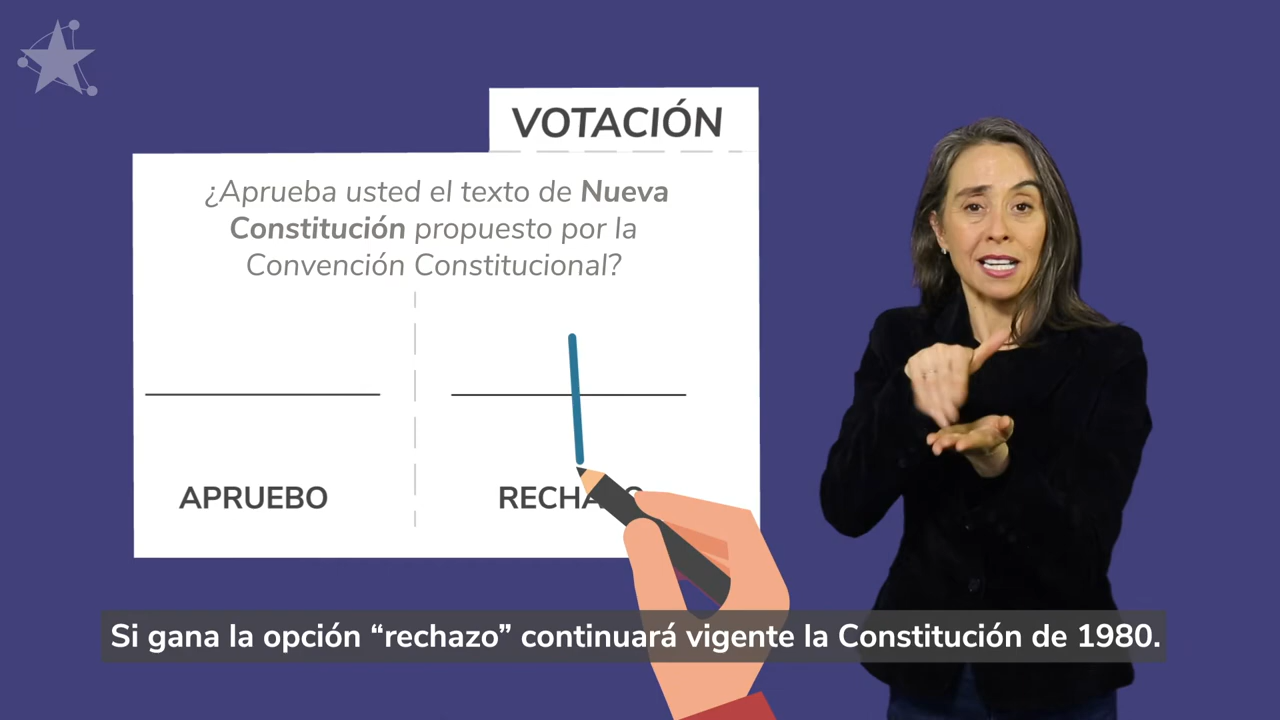 VOTACIÓN
¿Aprueba usted el texto de Nueva
Constitución propuesto por la
Convención Constitucional?
APRUEBO
RECHAZO
Si gana la opción “rechazo” continuará vigente la Constitución de 1980.